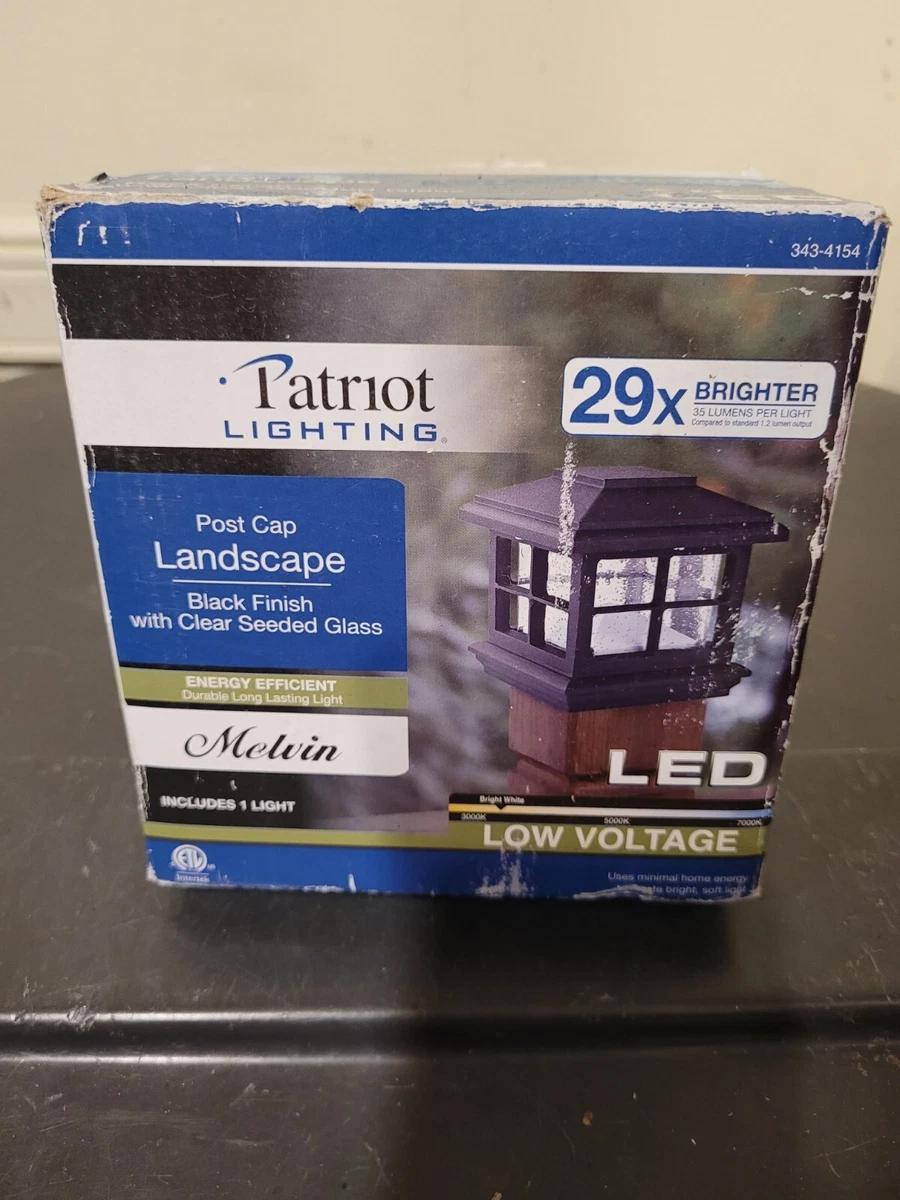 343-4154
Patriot
LIGHTING
29x BRIGHTER
35 LUMENS PER LIGHT
Compared to standard 1.2 lumen output
Post Cap
Landscape
Black Finish
with Clear Seeded Glass
ENERGY EFFICIENT
Durable Long Lasting Light
Melvin
INCLUDES 1 LIGHT
LED
Bright White
3000K 5000K 7000K
LOW VOLTAGE
ETL
Intertek
Uses minimal home energy
bright, soft light